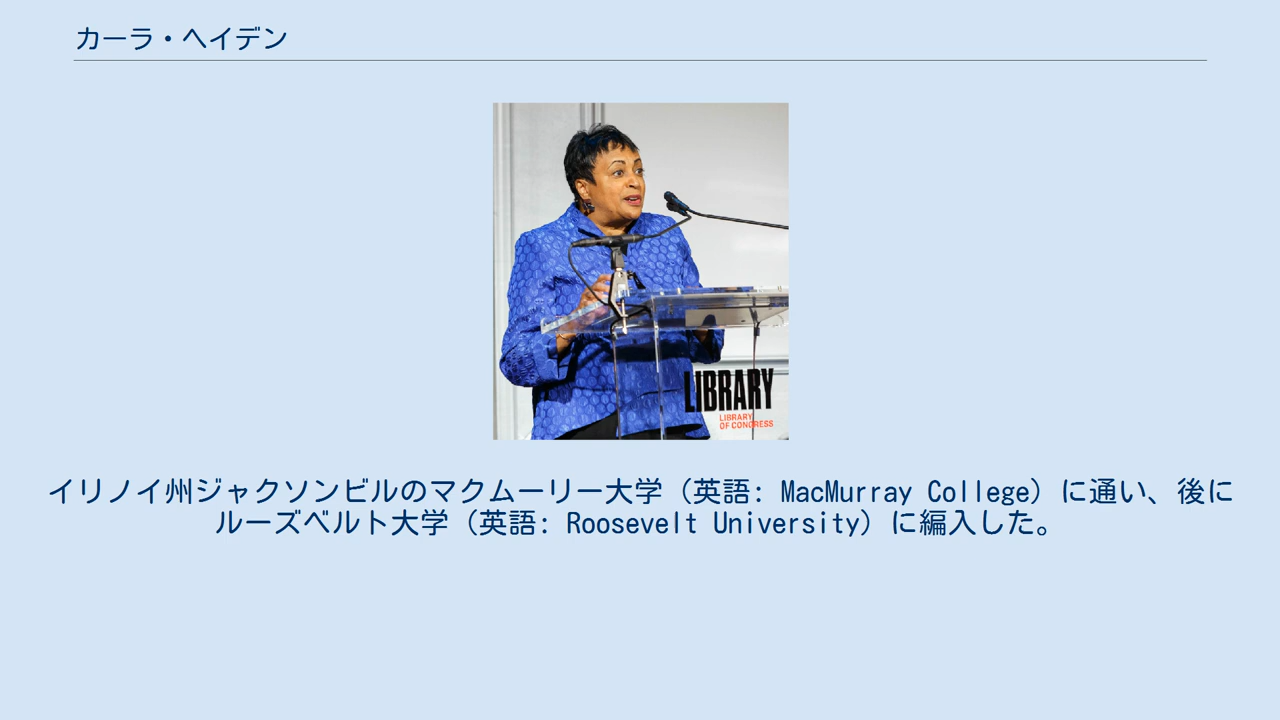 カーラ・ヘイデン
LIBRARY
LIBRARY
OF CONGRESS
イリノイ州ジャクソンビルのマクムーリー大学（英語: MacMurray College）に通い、後に
ルーズベルト大学（英語: Roosevelt University）に編入した。